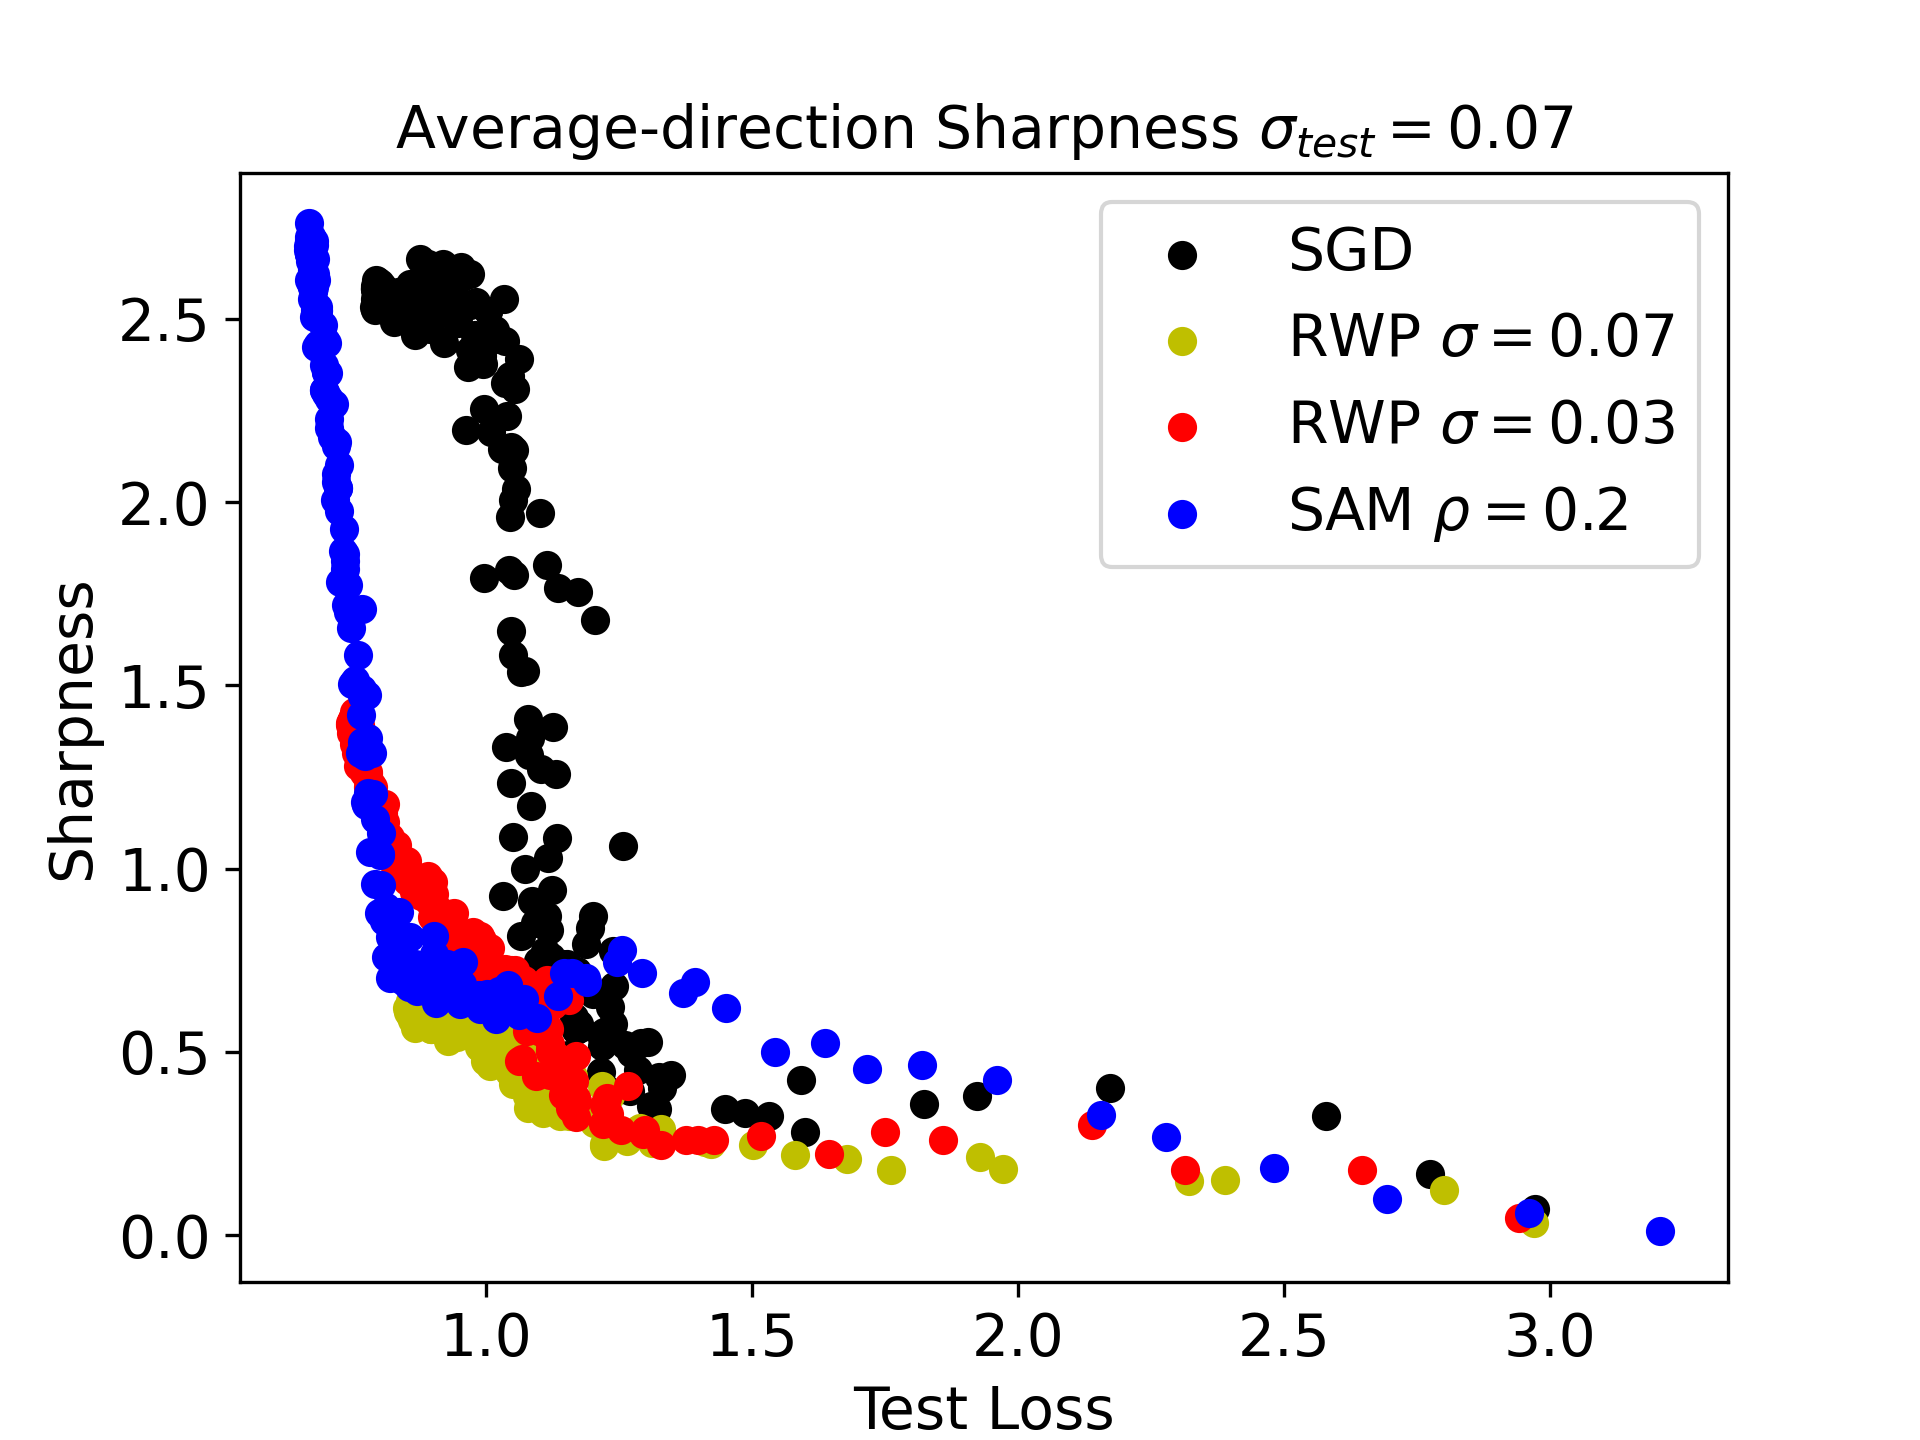 Average-direction Sharpness σ_test = 0.07
SGD
RWP σ = 0.07
RWP σ = 0.03
SAM ρ = 0.2
Sharpness
2.5
2.0
1.5
1.0
0.5
0.0
1.0 1.5 2.0 2.5 3.0
Test Loss